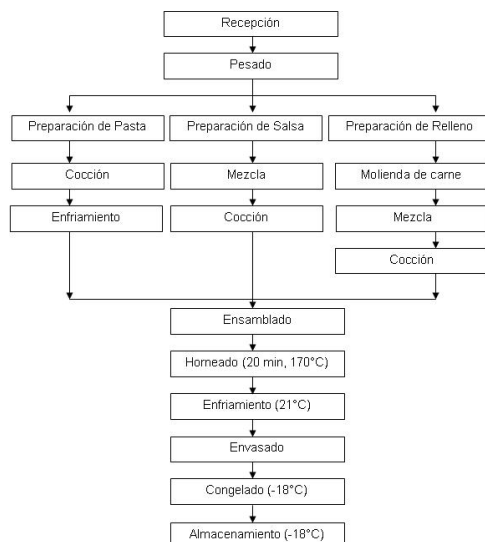 Recepción
Pesado
Preparación de Pasta
Preparación de Salsa
Preparación de Relleno
Cocción
Mezcla
Molienda de carne
Enfriamiento
Cocción
Mezcla
Cocción
Ensamblado
Horneado (20 min, 170°C)
Enfriamiento (21°C)
Envasado
Congelado (-18°C)
Almacenamiento (-18°C)